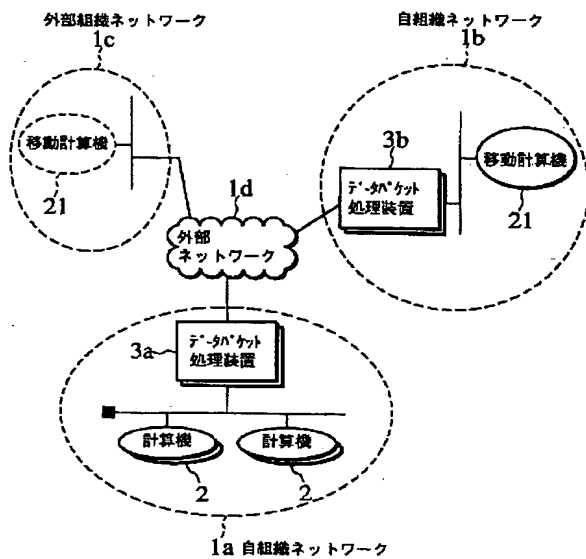 外部組織ネットワーク
1c
自組織ネットワーク
1b
移動計算機
21
3b
データパケット
処理装置
移動計算機
21
1d
外部
ネットワーク
3a
データパケット
処理装置
計算機
計算機
2
2
1a 自組織ネットワーク